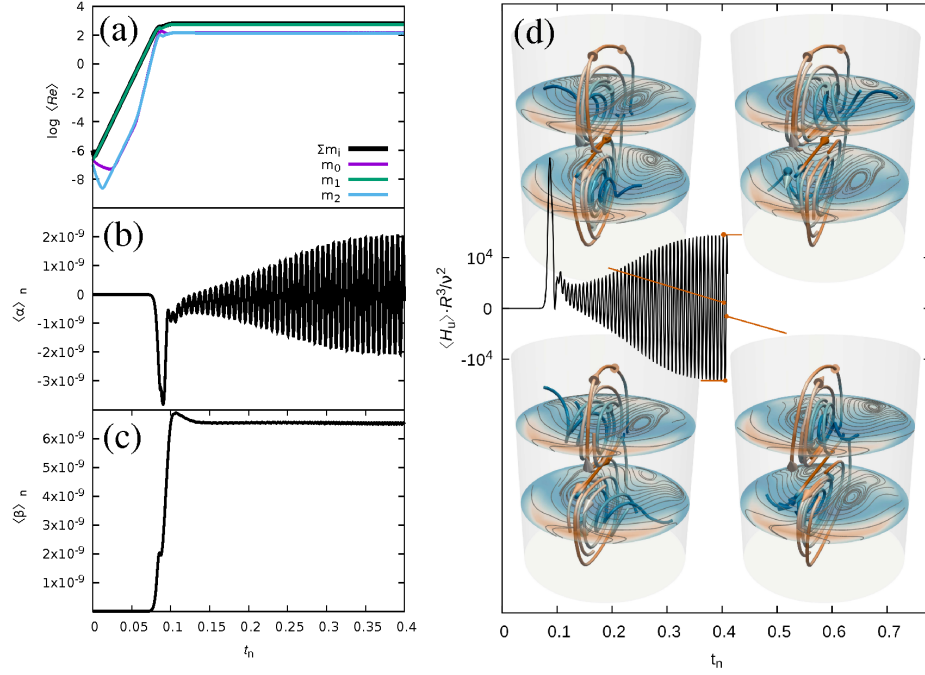 (a)
log ⟨Re⟩
4
2
0
-2
-4
-6
-8
Σmᵢ
m₀
m₁
m₂
(b)
⟨α⟩ ₙ
2x10⁻⁹
1x10⁻⁹
0
-1x10⁻⁹
-2x10⁻⁹
-3x10⁻⁹
(c)
⟨β⟩ ₙ
6x10⁻⁹
5x10⁻⁹
4x10⁻⁹
3x10⁻⁹
2x10⁻⁹
1x10⁻⁹
0 0.05 0.1 0.15 0.2 0.25 0.3 0.35 0.4
tₙ
(d)
⟨Hᵤ⟩·R³/ν²
10⁴
0
-10⁴
0 0.1 0.2 0.3 0.4 0.5 0.6 0.7
tₙ